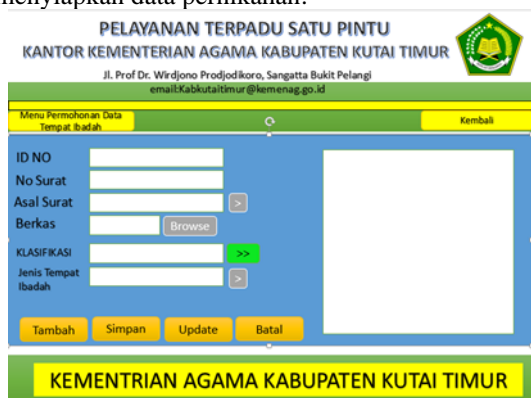 menyiapkan data pernikahan.
PELAYANAN TERPADU SATU PINTU
KANTOR KEMENTERIAN AGAMA KABUPATEN KUTAI TIMUR
Jl. Prof Dr. Wirdjono Prodjodikoro, Sangatta Bukit Pelangi
email:Kabkutaitimur@kemenag.go.id
Menu Permohonan Data
Tempat Ibadah
Kembali
ID NO
No Surat
Asal Surat >
Berkas Browse
KLASIFIKASI >>
Jenis Tempat
Ibadah >
Tambah Simpan Update Batal
KEMENTRIAN AGAMA KABUPATEN KUTAI TIMUR